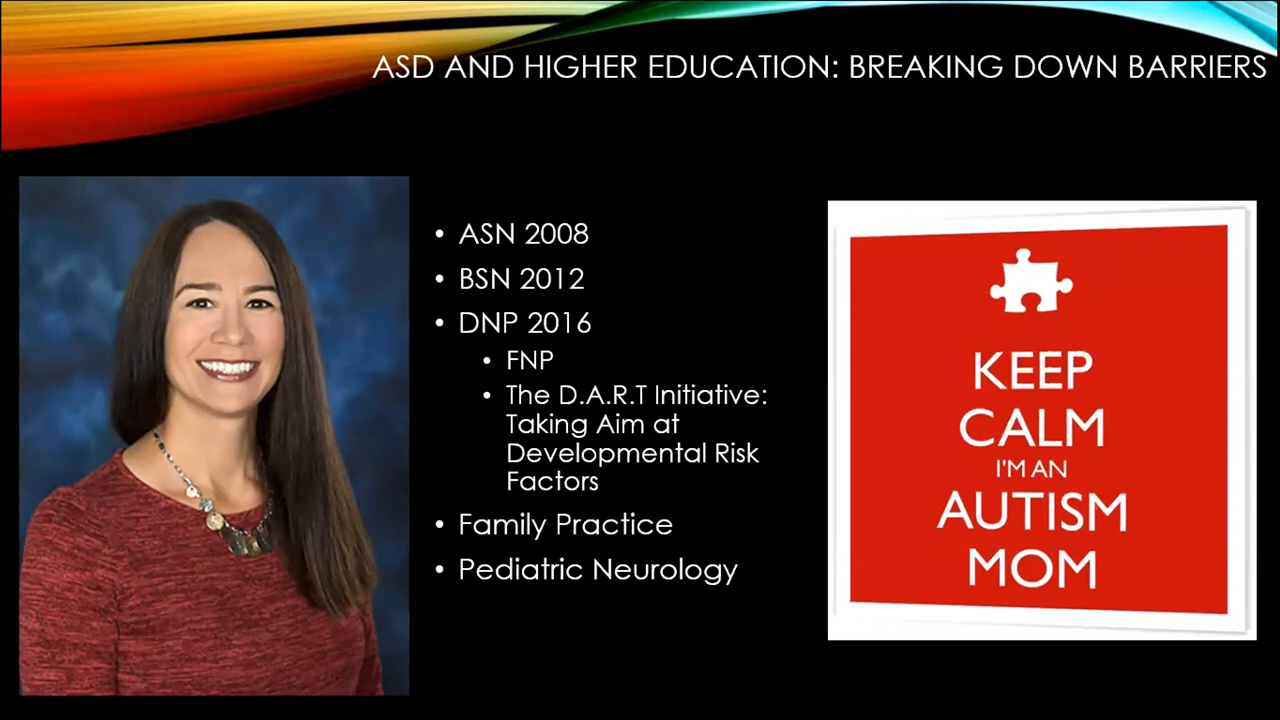 ASD AND HIGHER EDUCATION: BREAKING DOWN BARRIERS
• ASN 2008
• BSN 2012
• DNP 2016
• FNP
• The D.A.R.T Initiative:
Taking Aim at
Developmental Risk
Factors
• Family Practice
• Pediatric Neurology
KEEP
CALM
I'M AN
AUTISM
MOM